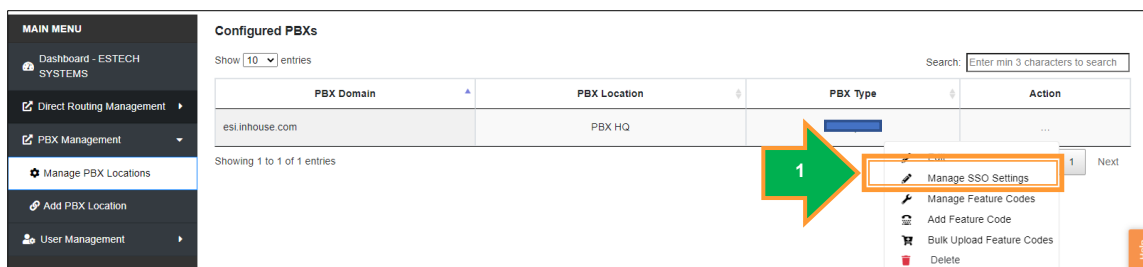 MAIN MENU
Dashboard - ESTECH
SYSTEMS
Direct Routing Management
PBX Management
Manage PBX Locations
Add PBX Location
User Management
Configured PBXs
Show 10 entries
Search: Enter min 3 characters to search
PBX Domain PBX Location PBX Type Action
esi.inhouse.com PBX HQ ...
Showing 1 to 1 of 1 entries
1 Next
1
Manage SSO Settings
Manage Feature Codes
Add Feature Code
Bulk Upload Feature Codes
Delete